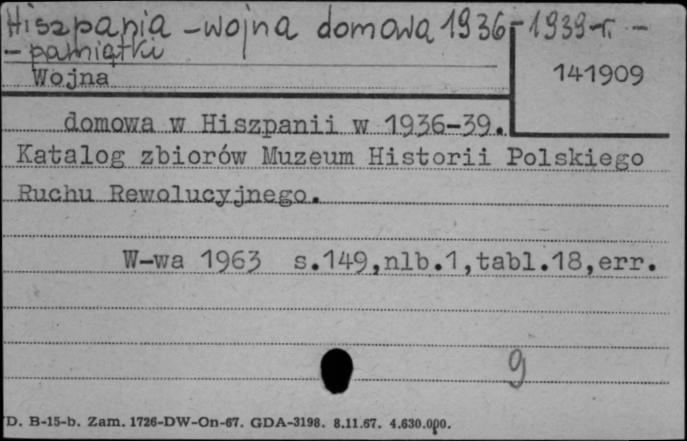 Hiszpania - wojna domowa 1936-1939 r. -
- pamiątki
Wojna
141909
domowa w Hiszpanii w 1936-39.
Katalog zbiorów Muzeum Historii Polskiego
Ruchu Rewolucyjnego.
W-wa 1963 s.149,nlb.1,tabl.18,err.
9
D. B-15-b. Zam. 1726-DW-On-67. GDA-3198. 8.11.67. 4.630.000.